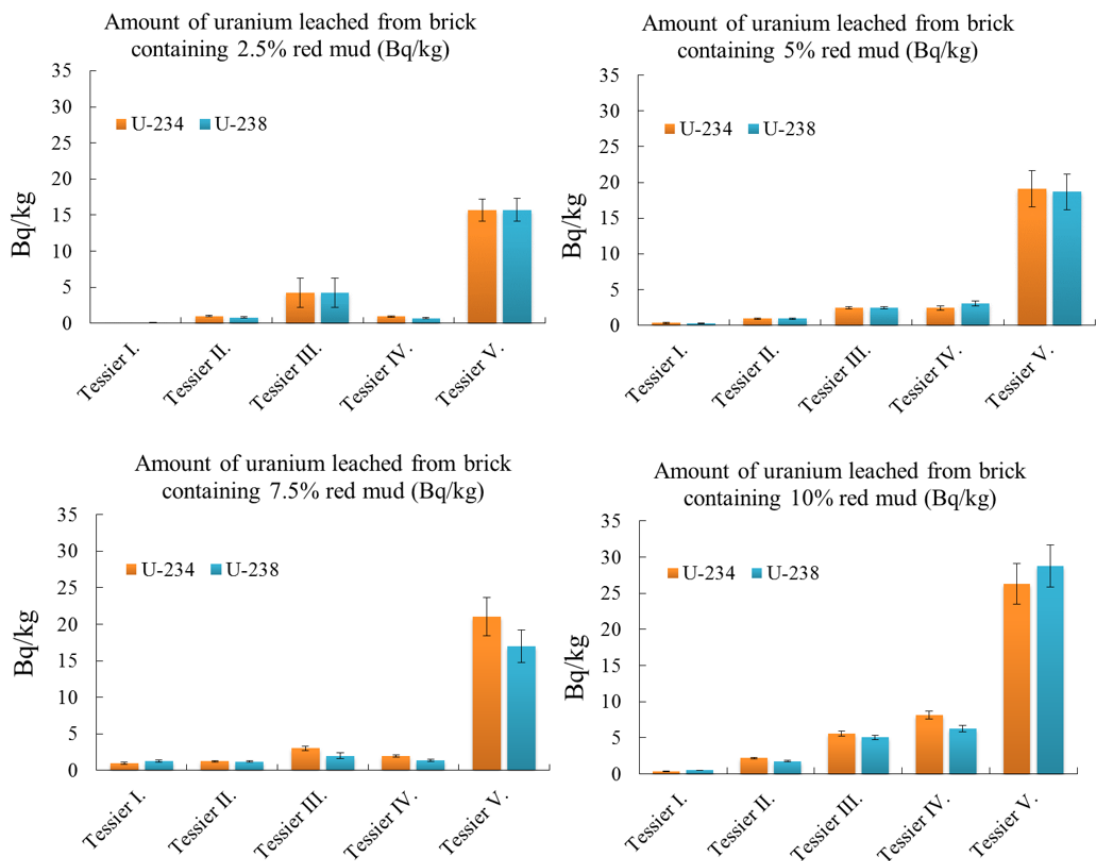 Amount of uranium leached from brick
containing 2.5% red mud (Bq/kg)
35
30
25
20
15
10
5
0
Bq/kg
U-234 U-238
Tessier I.
Tessier II.
Tessier III.
Tessier IV.
Tessier V.
Amount of uranium leached from brick
containing 5% red mud (Bq/kg)
35
30
25
20
15
10
5
0
Bq/kg
U-234 U-238
Tessier I.
Tessier II.
Tessier III.
Tessier IV.
Tessier V.
Amount of uranium leached from brick
containing 7.5% red mud (Bq/kg)
35
30
25
20
15
10
5
0
Bq/kg
U-234 U-238
Tessier I.
Tessier II.
Tessier III.
Tessier IV.
Tessier V.
Amount of uranium leached from brick
containing 10% red mud (Bq/kg)
35
30
25
20
15
10
5
0
Bq/kg
U-234 U-238
Tessier I.
Tessier II.
Tessier III.
Tessier IV.
Tessier V.